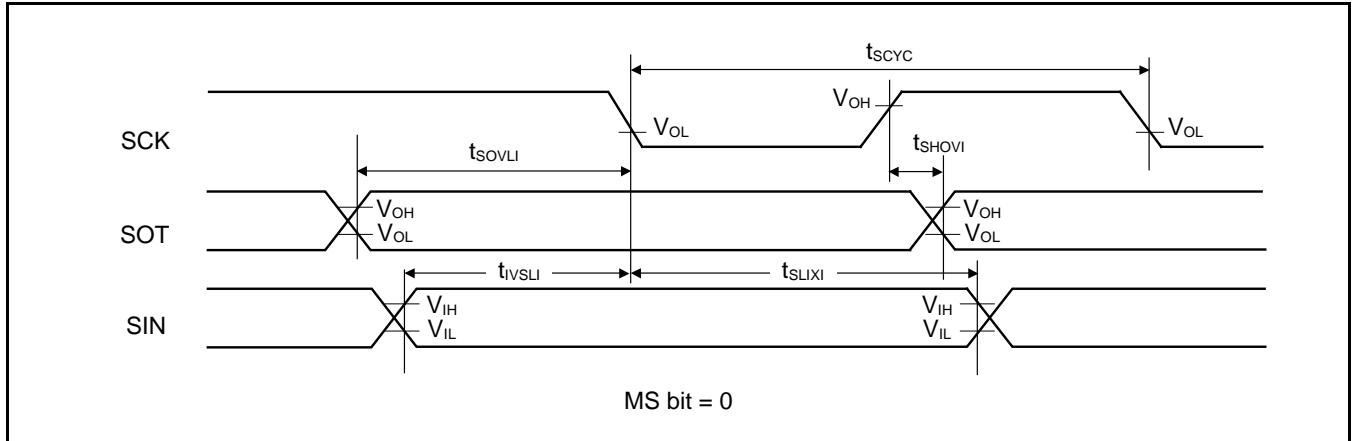 tSCYC
VOH
SCK
VOL
VOL
tSOVLI
tSHOVI
VOH
VOH
SOT
VOL
VOL
tIVSLI
tSLIXI
VIH
VIH
SIN
VIL
VIL
MS bit = 0